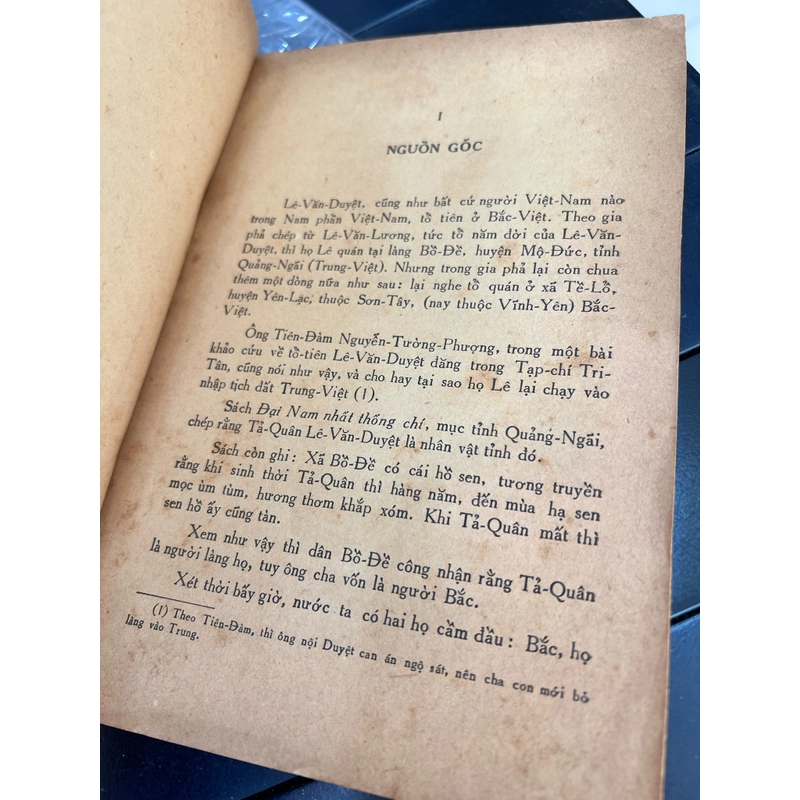 I
NGUỒN GỐC
Lê-Văn-Duyệt, cũng như bất cứ người Việt-Nam nào
trong Nam phần Việt-Nam, tổ tiên ở Bắc-Việt. Theo gia
phả chép từ Lê-Văn-Lương, tức tổ năm đời của Lê-Văn-
Duyệt, thì họ Lê quán tại làng Bồ-Đề, huyện Mộ-Đức, tỉnh
Quảng-Ngãi (Trung-Việt). Nhưng trong gia phả lại còn chua
thêm một dòng nữa như sau : lại nghe tổ quán ở xã Tề-Lỗ,
huyện Yên-Lạc, thuộc Sơn-Tây, (nay thuộc Vĩnh-Yên) Bắc-
Việt.
Ông Tiên-Đàm Nguyễn-Tường-Phượng, trong một bài
khảo cứu về tổ-tiên Lê-Văn-Duyệt đăng trong Tạp-chí Tri-
Tân, cũng nói như vậy, và cho hay tại sao họ Lê lại chạy vào
nhập tịch đất Trung-Việt (1).
Sách Đại Nam nhất thống chí, mục tỉnh Quảng-Ngãi,
chép rằng Tả-Quân Lê-Văn-Duyệt là nhân vật tỉnh đó.
Sách còn ghi : Xã Bồ-Đề có cái hồ sen, tương truyền
rằng khi sinh thời Tả-Quân thì hàng năm, đến mùa hạ sen
mọc ùm tùm, hương thơm khắp xóm. Khi Tả-Quân mất thì
sen hồ ấy cũng tàn.
Xem như vậy thì dân Bồ-Đề công nhận rằng Tả-Quân
là người làng họ, tuy ông cha vốn là người Bắc.
Xét thời bấy giờ, nước ta có hai họ cầm đầu : Bắc, họ
(1) Theo Tiên-Đàm, thì ông nội Duyệt can án ngộ sát, nên cha con mới bỏ
làng vào Trung.